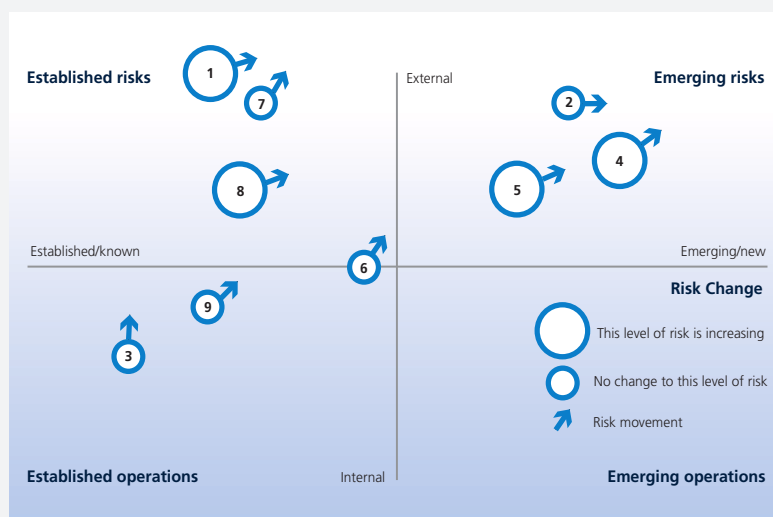 Established risks
1
External
Emerging risks
7
2
4
8
5
Established/known
Emerging/new
6
Risk Change
9
This level of risk is increasing
3
No change to this level of risk
Risk movement
Established operations
Internal
Emerging operations